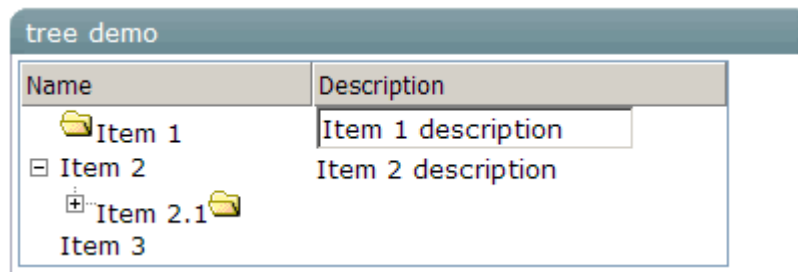 tree demo
Name Description
Item 1 Item 1 description
Item 2 Item 2 description
Item 2.1
Item 3